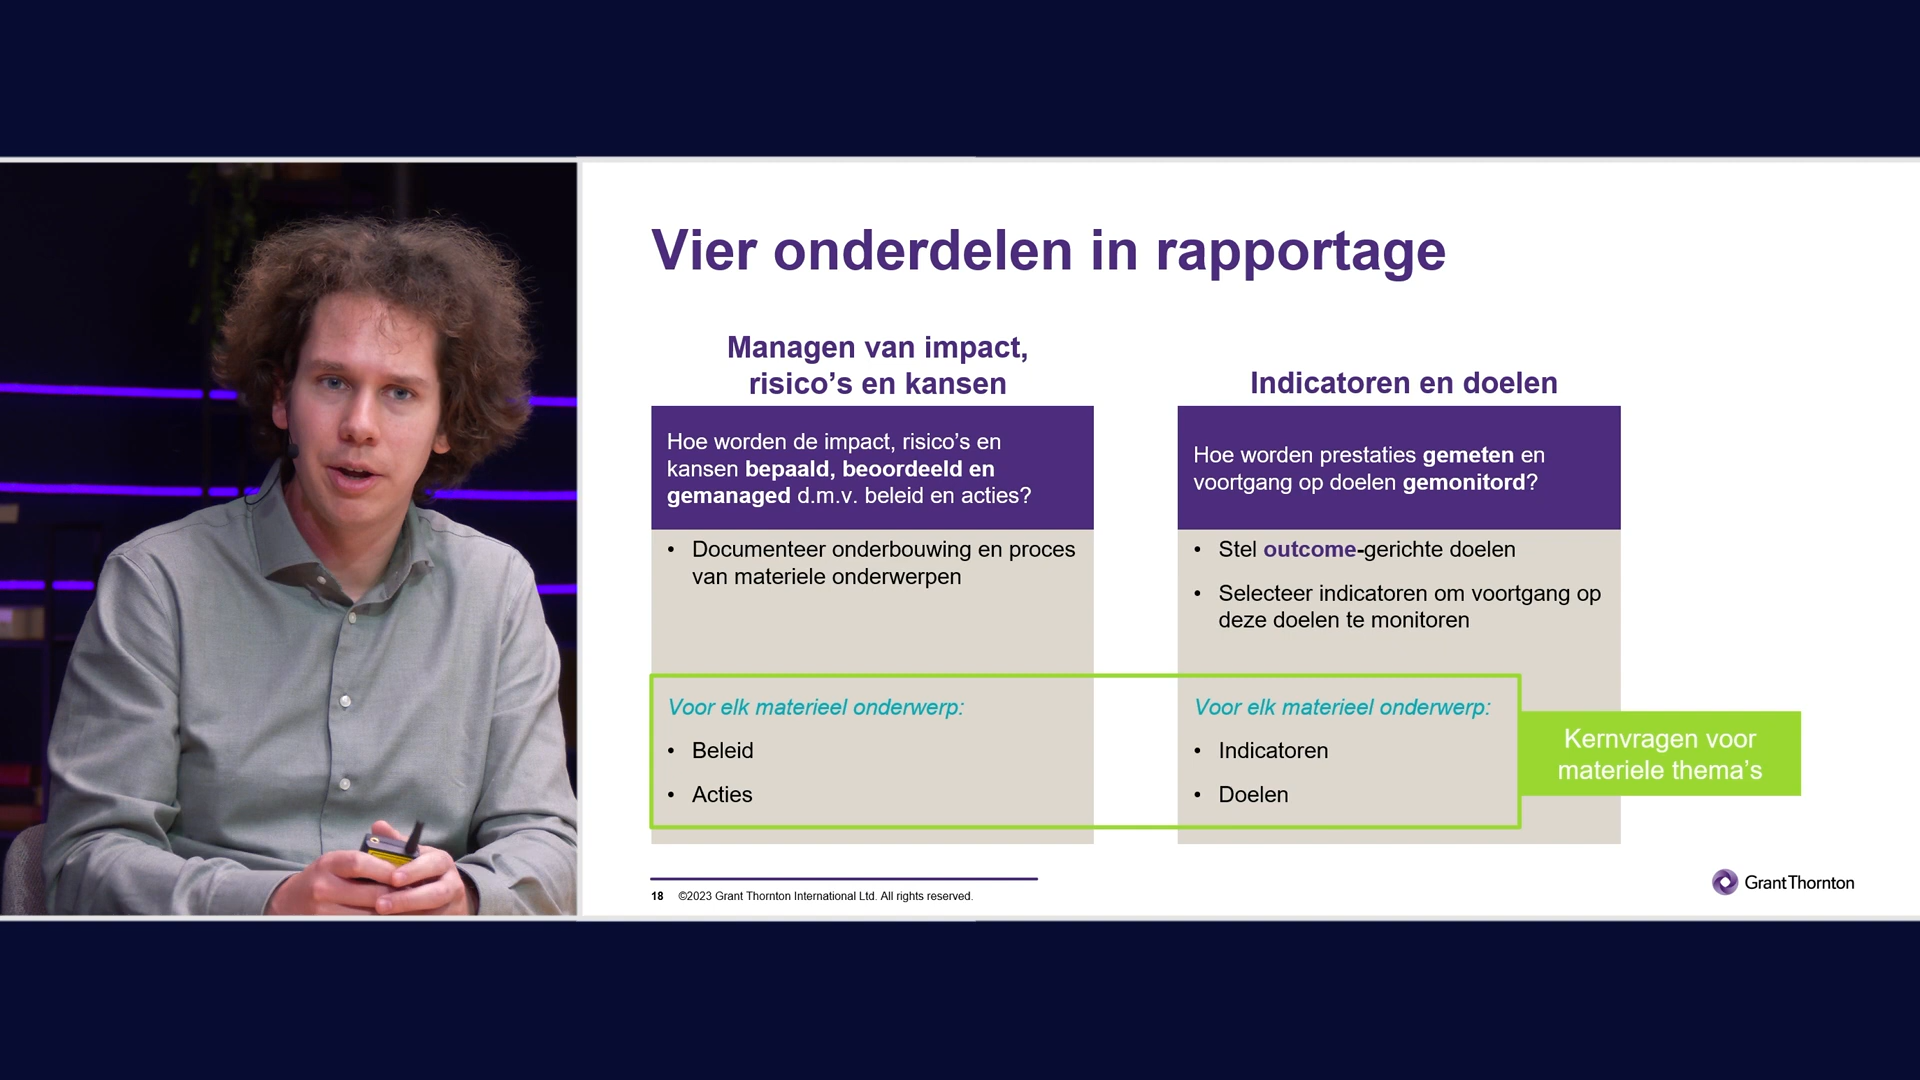 Vier onderdelen in rapportage
Managen van impact,
risico’s en kansen
Hoe worden de impact, risico’s en
kansen bepaald, beoordeeld en
gemanaged d.m.v. beleid en acties?
• Documenteer onderbouwing en proces
van materiele onderwerpen
Voor elk materieel onderwerp:
• Beleid
• Acties
Indicatoren en doelen
Hoe worden prestaties gemeten en
voortgang op doelen gemonitord?
• Stel outcome-gerichte doelen
• Selecteer indicatoren om voortgang op
deze doelen te monitoren
Voor elk materieel onderwerp:
• Indicatoren
• Doelen
Kernvragen voor
materiele thema’s
18 ©2023 Grant Thornton International Ltd. All rights reserved.
GrantThornton